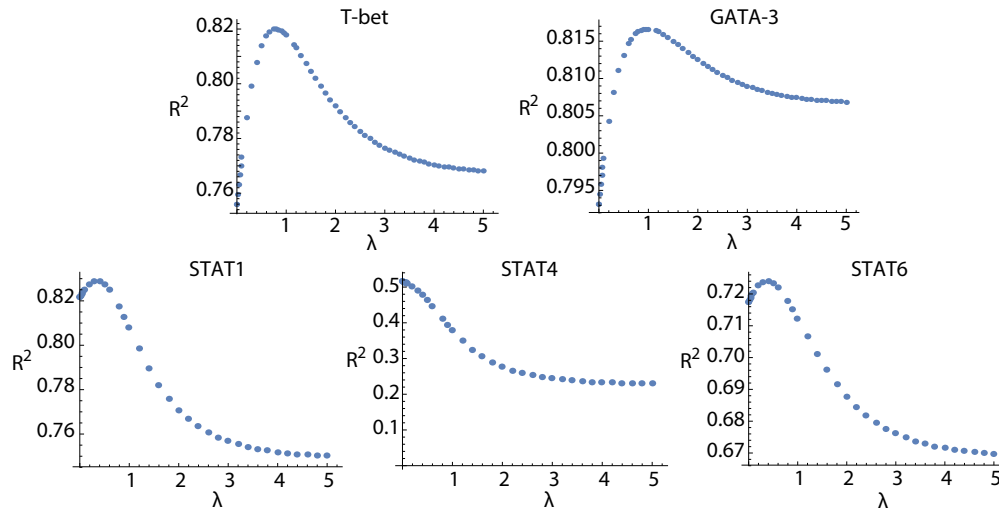 T-bet
GATA-3
0.82
0.80
0.78
0.76
R²
1 2 3 4 5
λ
0.815
0.810
0.805
0.800
0.795
R²
1 2 3 4 5
λ
STAT1
STAT4
STAT6
0.82
0.80
0.78
0.76
R²
1 2 3 4 5
λ
0.5
0.4
0.3
0.2
0.1
R²
1 2 3 4 5
λ
0.72
0.71
0.70
0.69
0.68
0.67
R²
1 2 3 4 5
λ